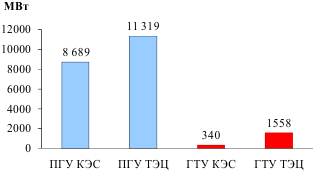 МВт
12000
10000
8000
6000
4000
2000
0
8 689
11 319
340
1558
ПГУ КЭС
ПГУ ТЭЦ
ГТУ КЭС
ГТУ ТЭЦ